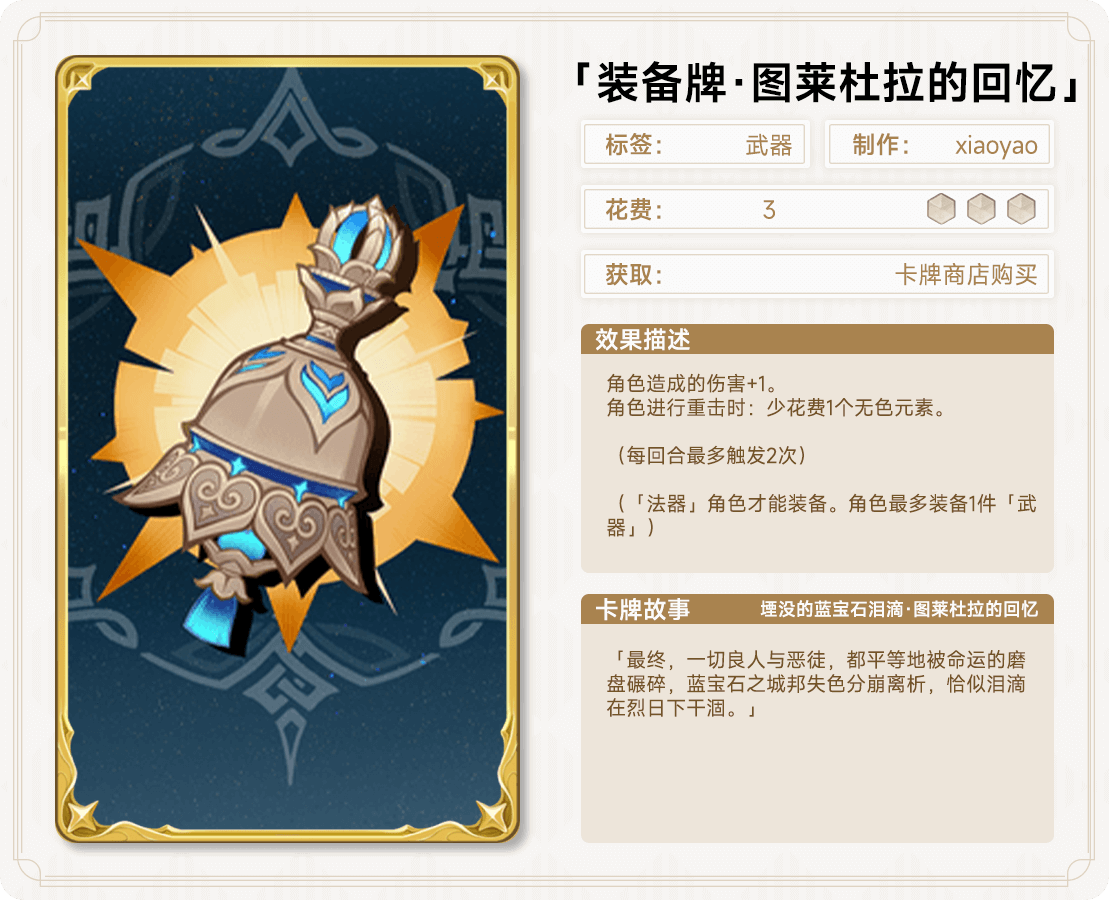 「装备牌·图莱杜拉的回忆」
标签： 武器 制作： xiaoyao
花费： 3
获取： 卡牌商店购买
效果描述
角色造成的伤害+1。
角色进行重击时：少花费1个无色元素。
（每回合最多触发2次）
（「法器」角色才能装备。角色最多装备1件「武
器」）
卡牌故事 堙没的蓝宝石泪滴·图莱杜拉的回忆
「最终，一切良人与恶徒，都平等地被命运的磨
盘碾碎，蓝宝石之城邦失色分崩离析，恰似泪滴
在烈日下干涸。」